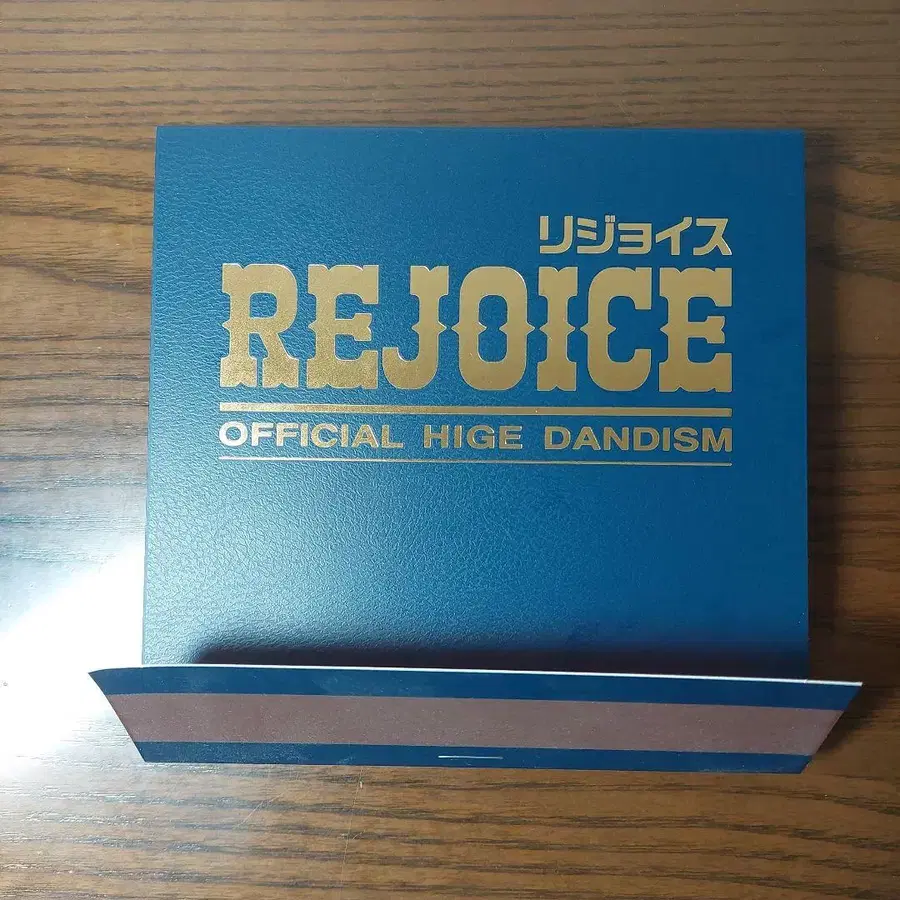 リジョイス
REJOICE
OFFICIAL HIGE DANDISM